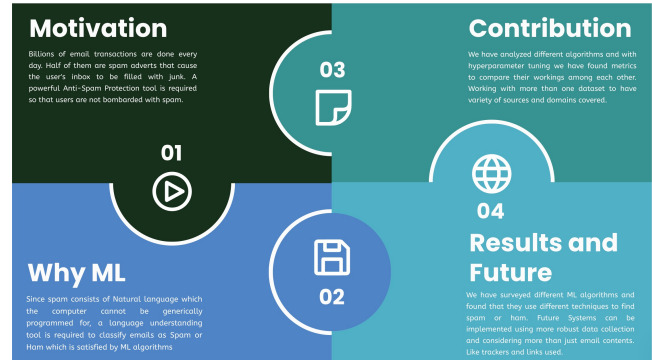 Motivation
Billions of email transactions are done every
day. Half of them are spam adverts that cause
the user's inbox to be filled with junk. A
powerful Anti-Spam Protection tool is required
so that users are not bombarded with spam.
01
Why ML
Since spam consists of Natural language which
the computer cannot be generically
programmed for, a language understanding
tool is required to classify emails as Spam or
Ham which is satisfied by ML algorithms
02
03
Contribution
We have analyzed different algorithms and with
hyperparameter tuning we have found metrics
to compare their workings among each other.
Working with more than one dataset to have
variety of sources and domains covered.
04
Results and
Future
We have surveyed different ML algorithms and
found that they use different techniques to find
spam or ham. Future Systems can be
implemented using more robust data collection
and considering more than just email contents.
Like trackers and links used.